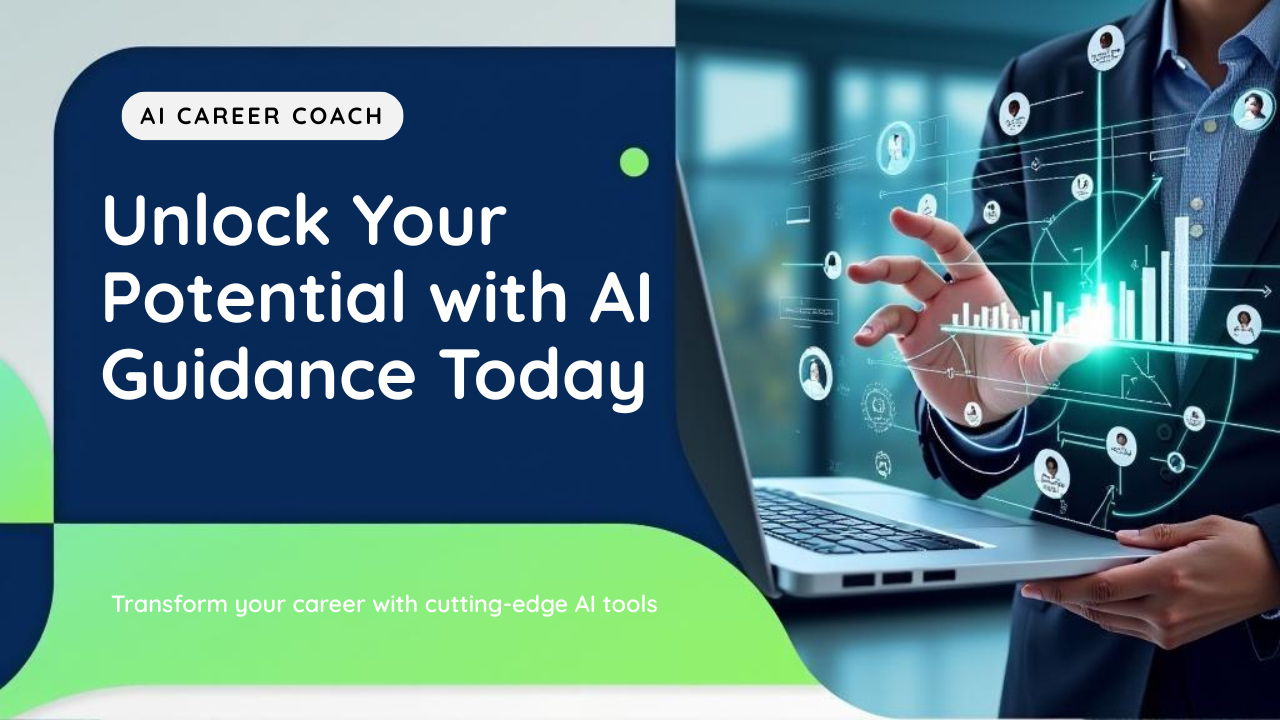 AI CAREER COACH
Unlock Your
Potential with AI
Guidance Today
Transform your career with cutting-edge AI tools